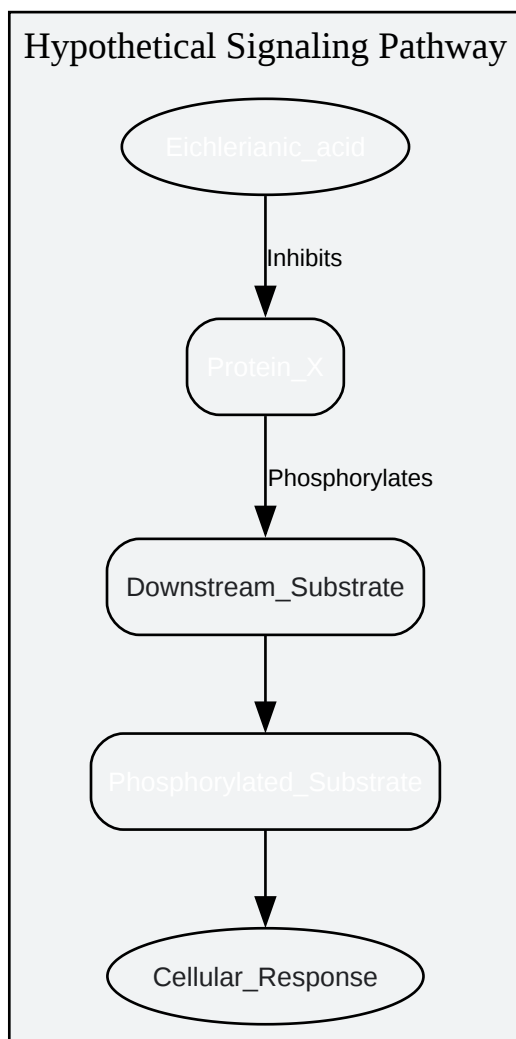 Hypothetical Signaling Pathway
Eichlerianic_acid
Inhibits
Protein_X
Phosphorylates
Downstream_Substrate
Phosphorylated_Substrate
Cellular_Response